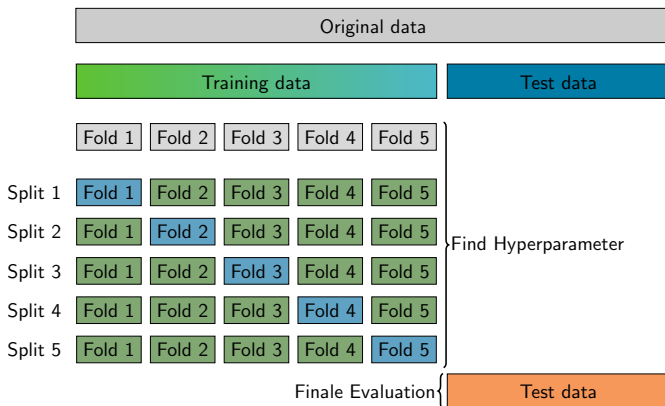 Original data
Training data Test data
Fold 1 Fold 2 Fold 3 Fold 4 Fold 5
Split 1 Fold 1 Fold 2 Fold 3 Fold 4 Fold 5
Split 2 Fold 1 Fold 2 Fold 3 Fold 4 Fold 5
Find Hyperparameter
Split 3 Fold 1 Fold 2 Fold 3 Fold 4 Fold 5
Split 4 Fold 1 Fold 2 Fold 3 Fold 4 Fold 5
Split 5 Fold 1 Fold 2 Fold 3 Fold 4 Fold 5
Finale Evaluation Test data